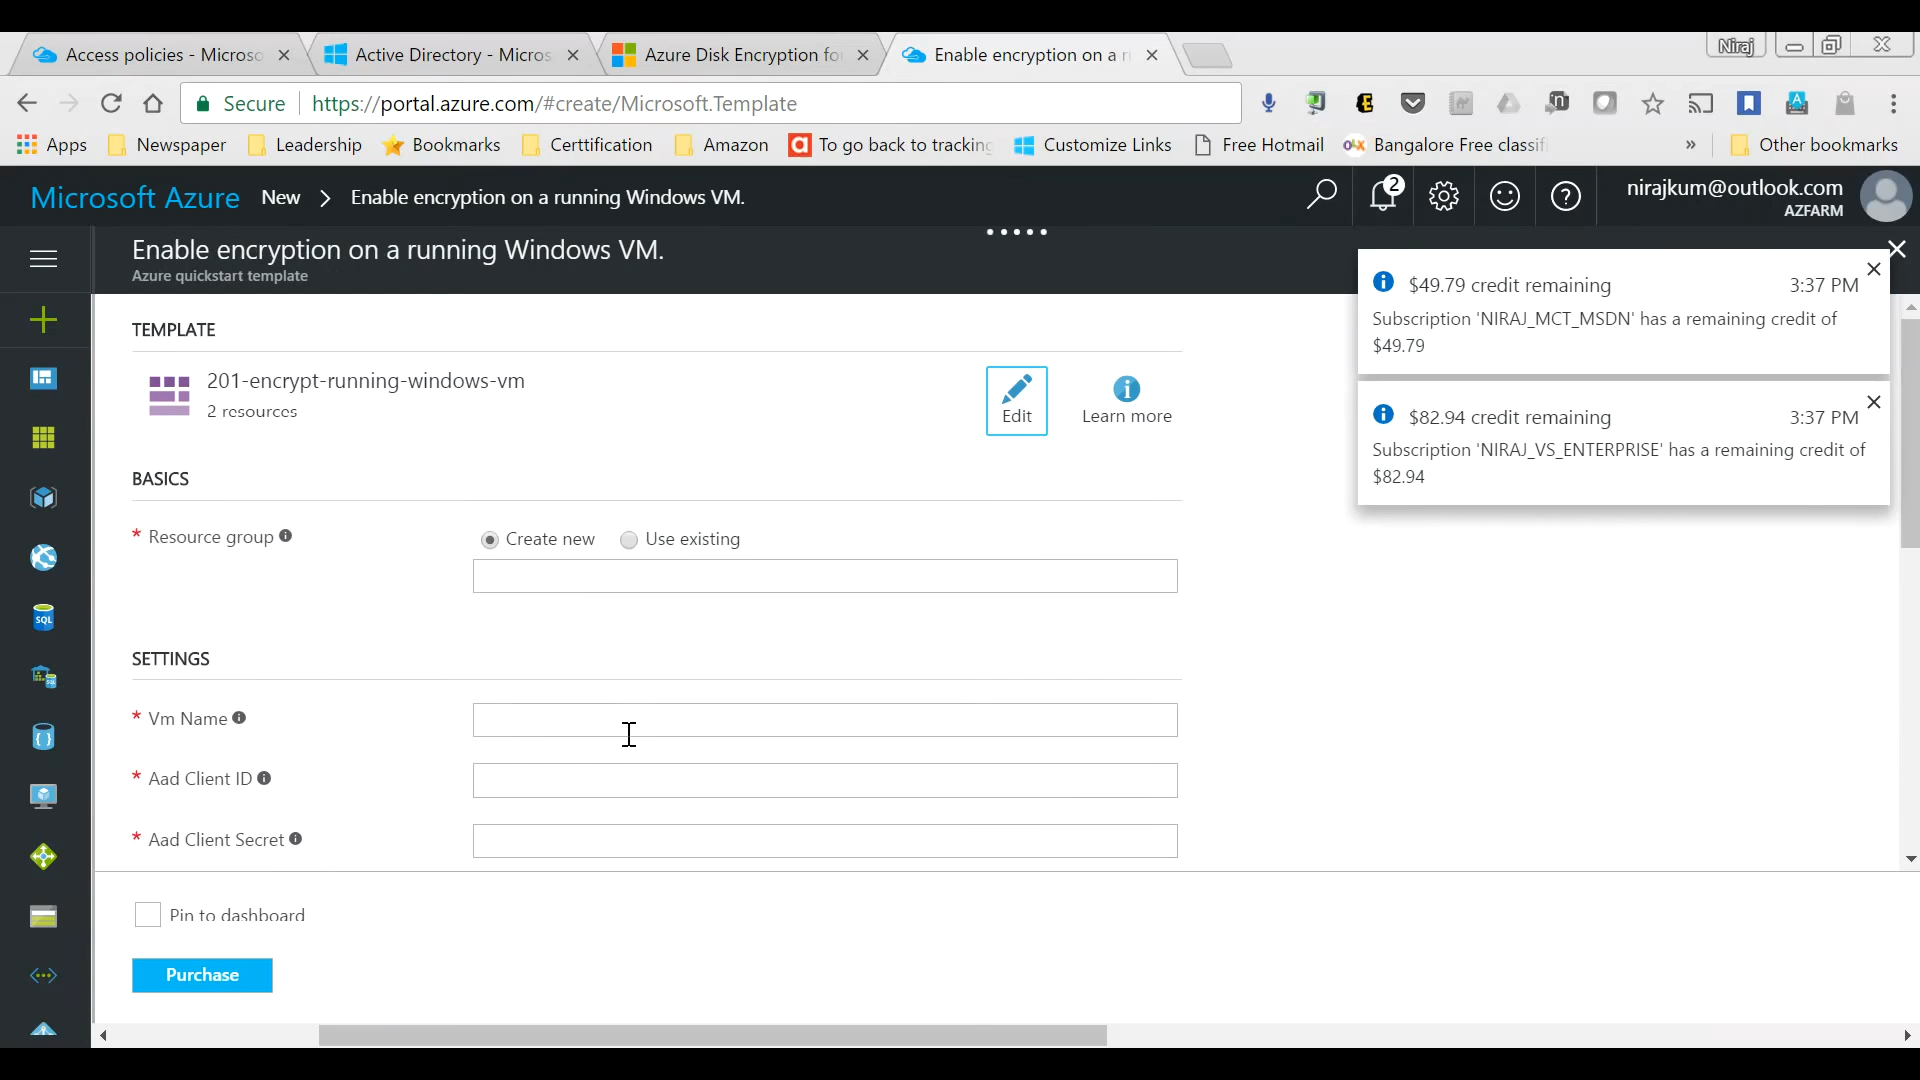 Access policies - Microso
Active Directory - Micros
Azure Disk Encryption fo
Enable encryption on a r
Niraj
Secure
https://portal.azure.com/#create/Microsoft.Template
Apps
Newspaper
Leadership
Bookmarks
Certtification
Amazon
To go back to tracking
Customize Links
Free Hotmail
olx
Bangalore Free classifi
»
Other bookmarks
Microsoft Azure
New
Enable encryption on a running Windows VM.
2
nirajkum@outlook.com
AZFARM
Enable encryption on a running Windows VM.
Azure quickstart template
$49.79 credit remaining
3:37 PM
Subscription 'NIRAJ_MCT_MSDN' has a remaining credit of
$49.79
$82.94 credit remaining
3:37 PM
Subscription 'NIRAJ_VS_ENTERPRISE' has a remaining credit of
$82.94
TEMPLATE
201-encrypt-running-windows-vm
2 resources
Edit
Learn more
BASICS
* Resource group
Create new
Use existing
SETTINGS
* Vm Name
* Aad Client ID
* Aad Client Secret
SQL
SQL
Pin to dashboard
Purchase